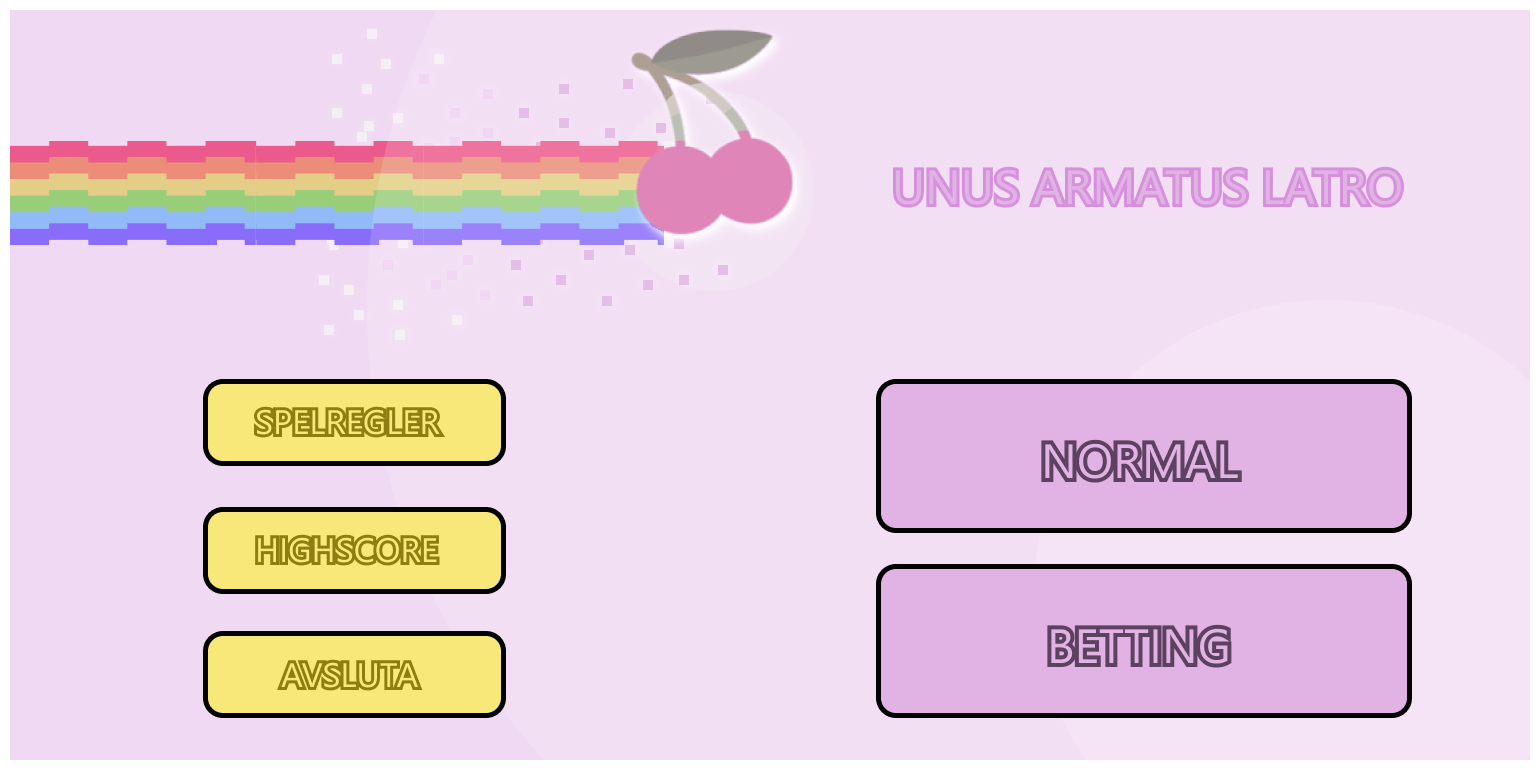 UNUS ARMATUS LATRO
SPELREGLER
HIGHSCORE
AVSLUTA
NORMAL
BETTING